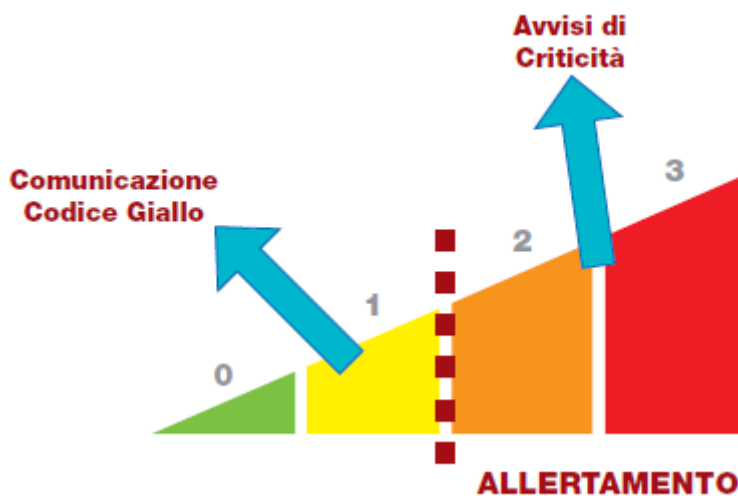 Avvisi di
Criticità
Comunicazione
Codice Giallo
3
2
1
0
ALLERTAMENTO